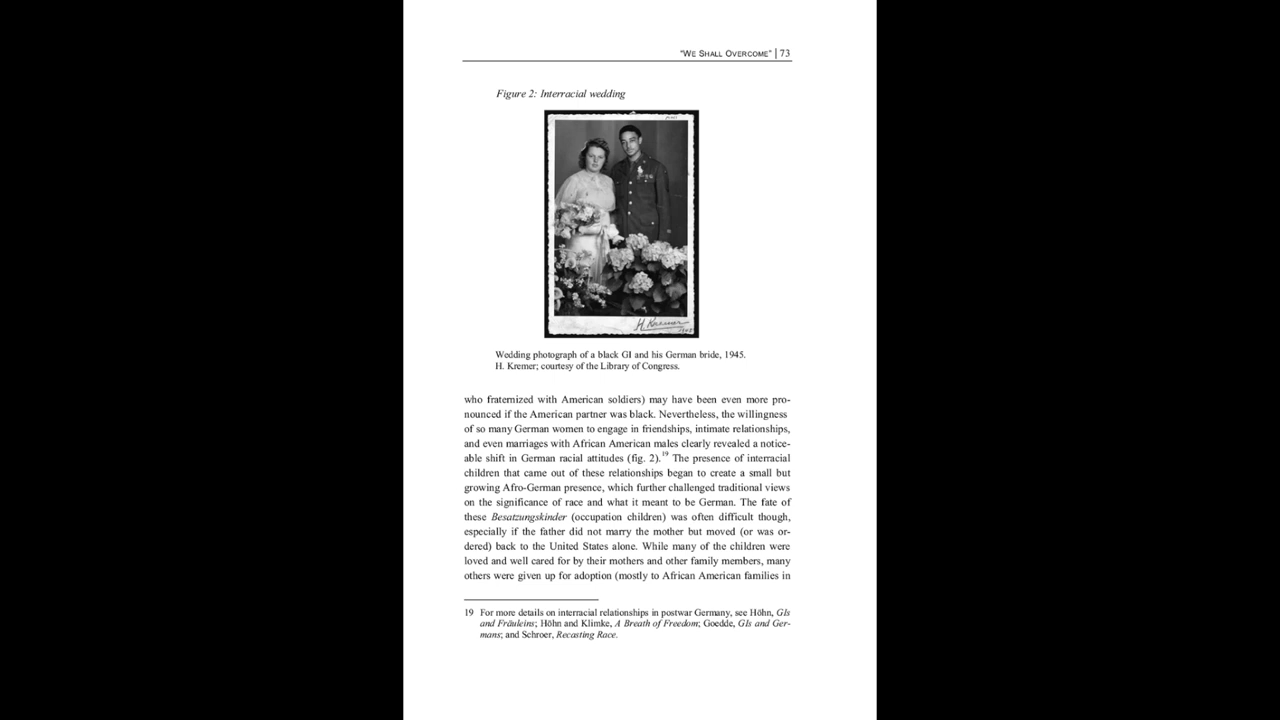 "WE SHALL OVERCOME" | 73
Figure 2: Interracial wedding
H. Kremer
1945
Wedding photograph of a black GI and his German bride, 1945.
H. Kremer; courtesy of the Library of Congress.
who fraternized with American soldiers) may have been even more pro-
nounced if the American partner was black. Nevertheless, the willingness
of so many German women to engage in friendships, intimate relationships,
and even marriages with African American males clearly revealed a notice-
able shift in German racial attitudes (fig. 2).19 The presence of interracial
children that came out of these relationships began to create a small but
growing Afro-German presence, which further challenged traditional views
on the significance of race and what it meant to be German. The fate of
these Besatzungskinder (occupation children) was often difficult though,
especially if the father did not marry the mother but moved (or was or-
dered) back to the United States alone. While many of the children were
loved and well cared for by their mothers and other family members, many
others were given up for adoption (mostly to African American families in
19 For more details on interracial relationships in postwar Germany, see Höhn, GIs
and Fräuleins; Höhn and Klimke, A Breath of Freedom; Goedde, GIs and Ger-
mans; and Schroer, Recasting Race.